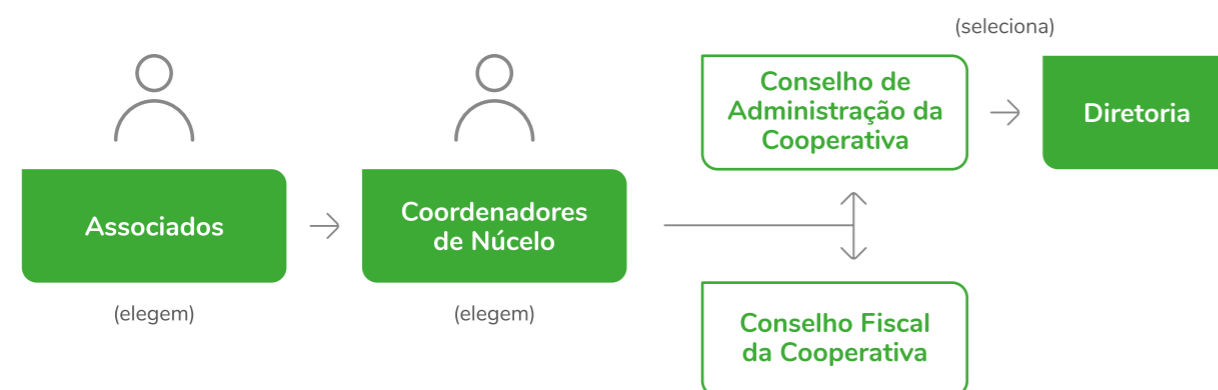 (seleciona)
Conselho de
Administração da
Cooperativa
Diretoria
Associados
Coordenadores
de Núcelo
(elegem)
(elegem)
Conselho Fiscal
da Cooperativa